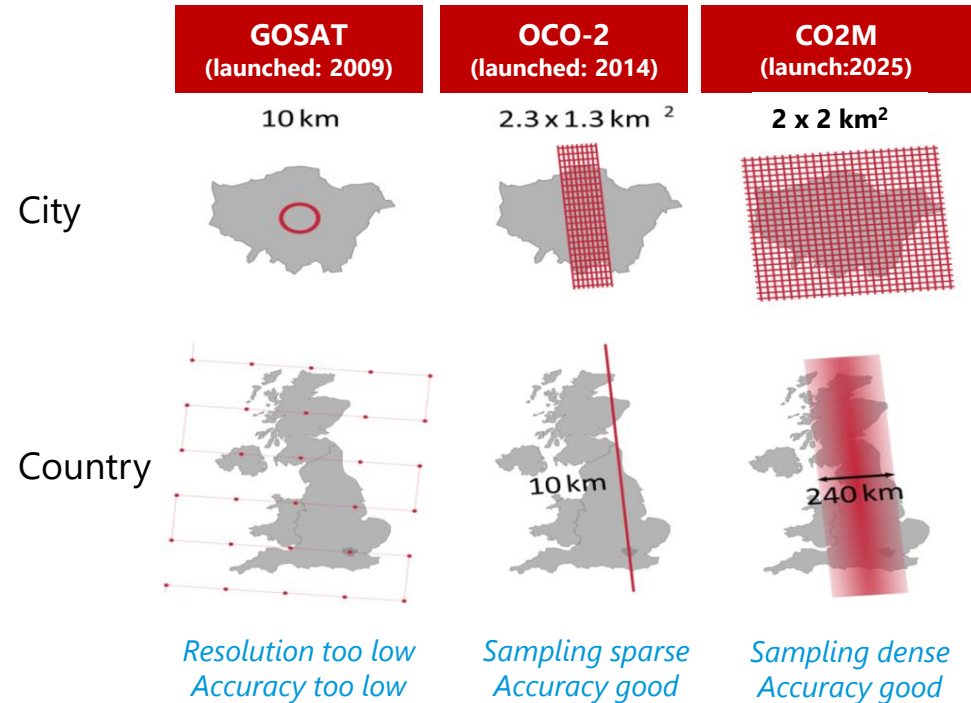 GOSAT
(launched: 2009)
OCO-2
(launched: 2014)
CO2M
(launch:2025)
10 km
2.3 x 1.3 km ²
2 x 2 km²
City
Country
10 km
240 km
Resolution too low
Accuracy too low
Sampling sparse
Accuracy good
Sampling dense
Accuracy good